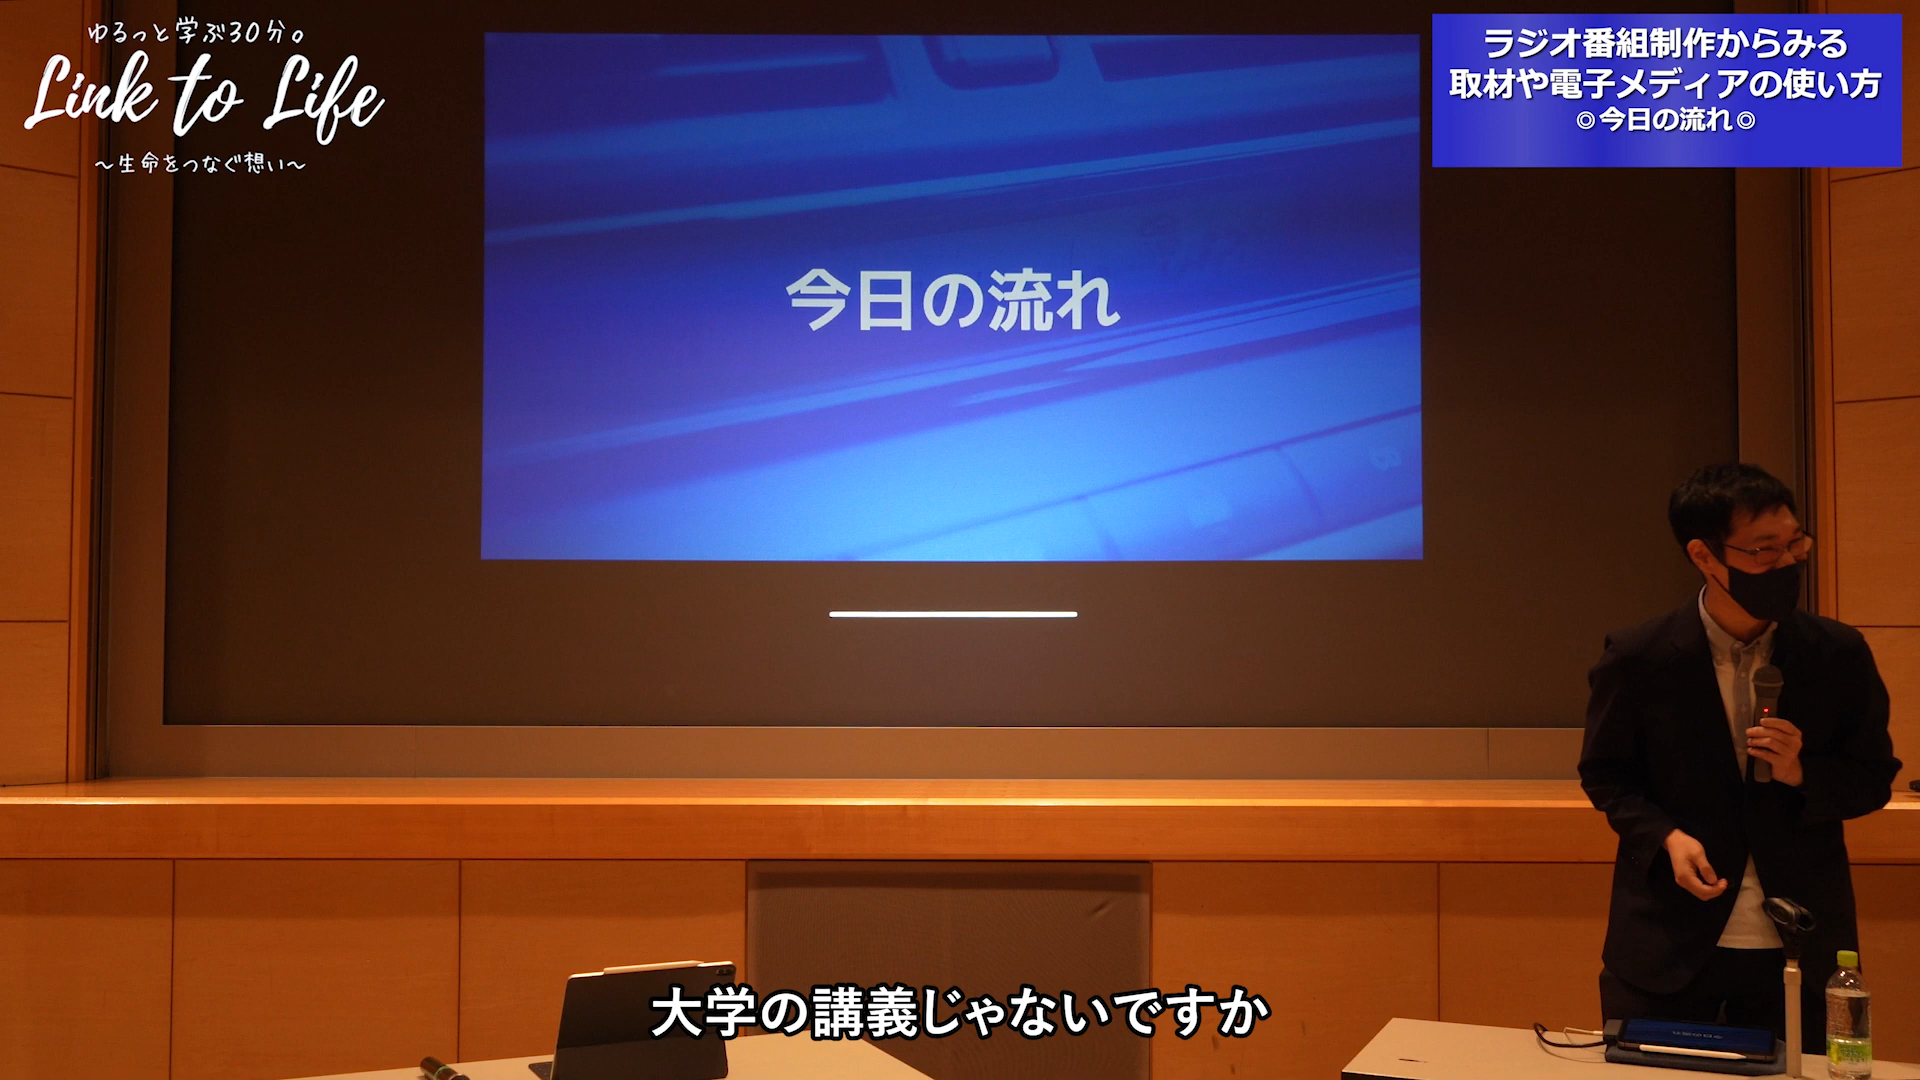 ゆるっと学ぶ30分。
Link to Life
～生命をつなぐ想い～
ラジオ番組制作からみる
取材や電子メディアの使い方
◎今日の流れ◎
今日の流れ
大学の講義じゃないですか